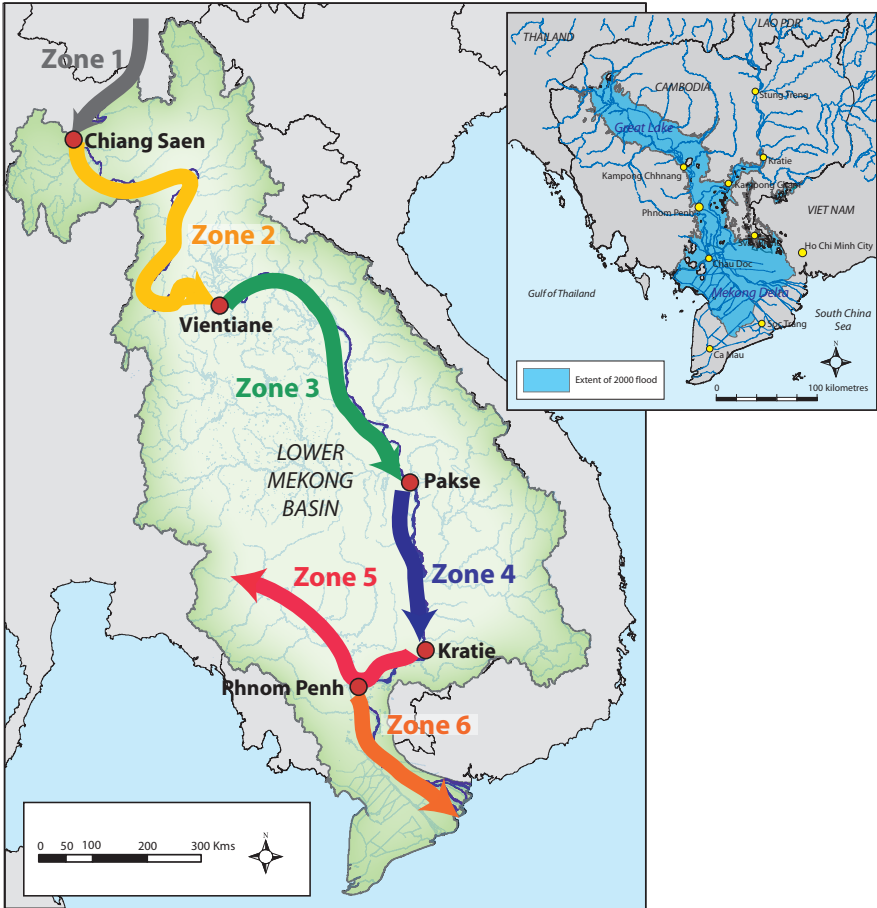 Zone 1
Chiang Saen
Zone 2
Vientiane
Zone 3
LOWER
MEKONG
BASIN
Pakse
Zone 5
Zone 4
Kratie
Phnom Penh
Zone 6
0 50 100 200 300 Kms
N
THAILAND
LAO PDR
CAMBODIA
Stung Treng
Great Lake
Kratie
Kampong Chhnang
Kampong Cham
Phnom Penh
VIET NAM
Ho Chi Minh City
Chau Doc
Gulf of Thailand
Mekong Delta
South China
Sea
Soc Trang
Ca Mau
N
Extent of 2000 flood
0 100 kilometres